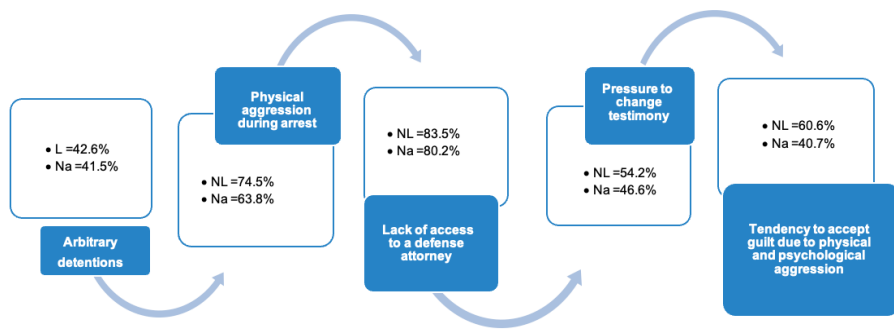 • L =42.6%
• Na =41.5%
Arbitrary
detentions
Physical
aggression
during arrest
• NL =74.5%
• Na =63.8%
• NL =83.5%
• Na =80.2%
Lack of access
to a defense
attorney
Pressure to
change
testimony
• NL =54.2%
• Na =46.6%
• NL =60.6%
• Na =40.7%
Tendency to accept
guilt due to physical
and psychological
aggression